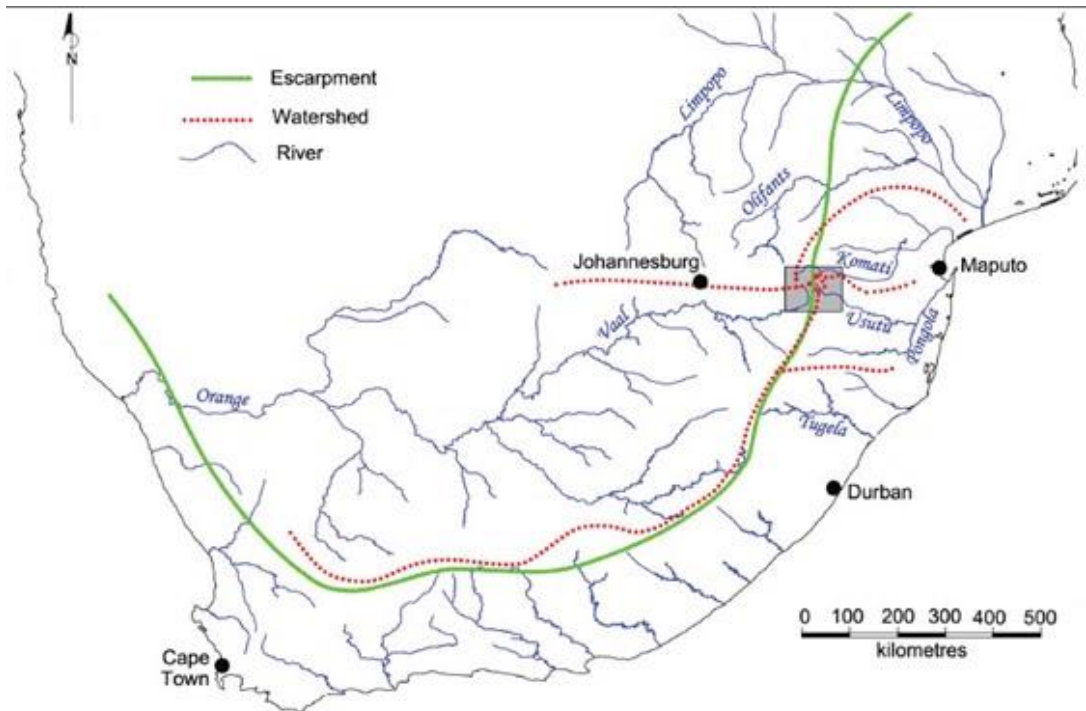 N
Escarpment
Watershed
River
Limpopo
Limpopo
Olifants
Johannesburg
Komati
Maputo
Vaal
Usutu
Pongola
Orange
Tugela
Durban
0 100 200 300 400 500
kilometres
Cape
Town